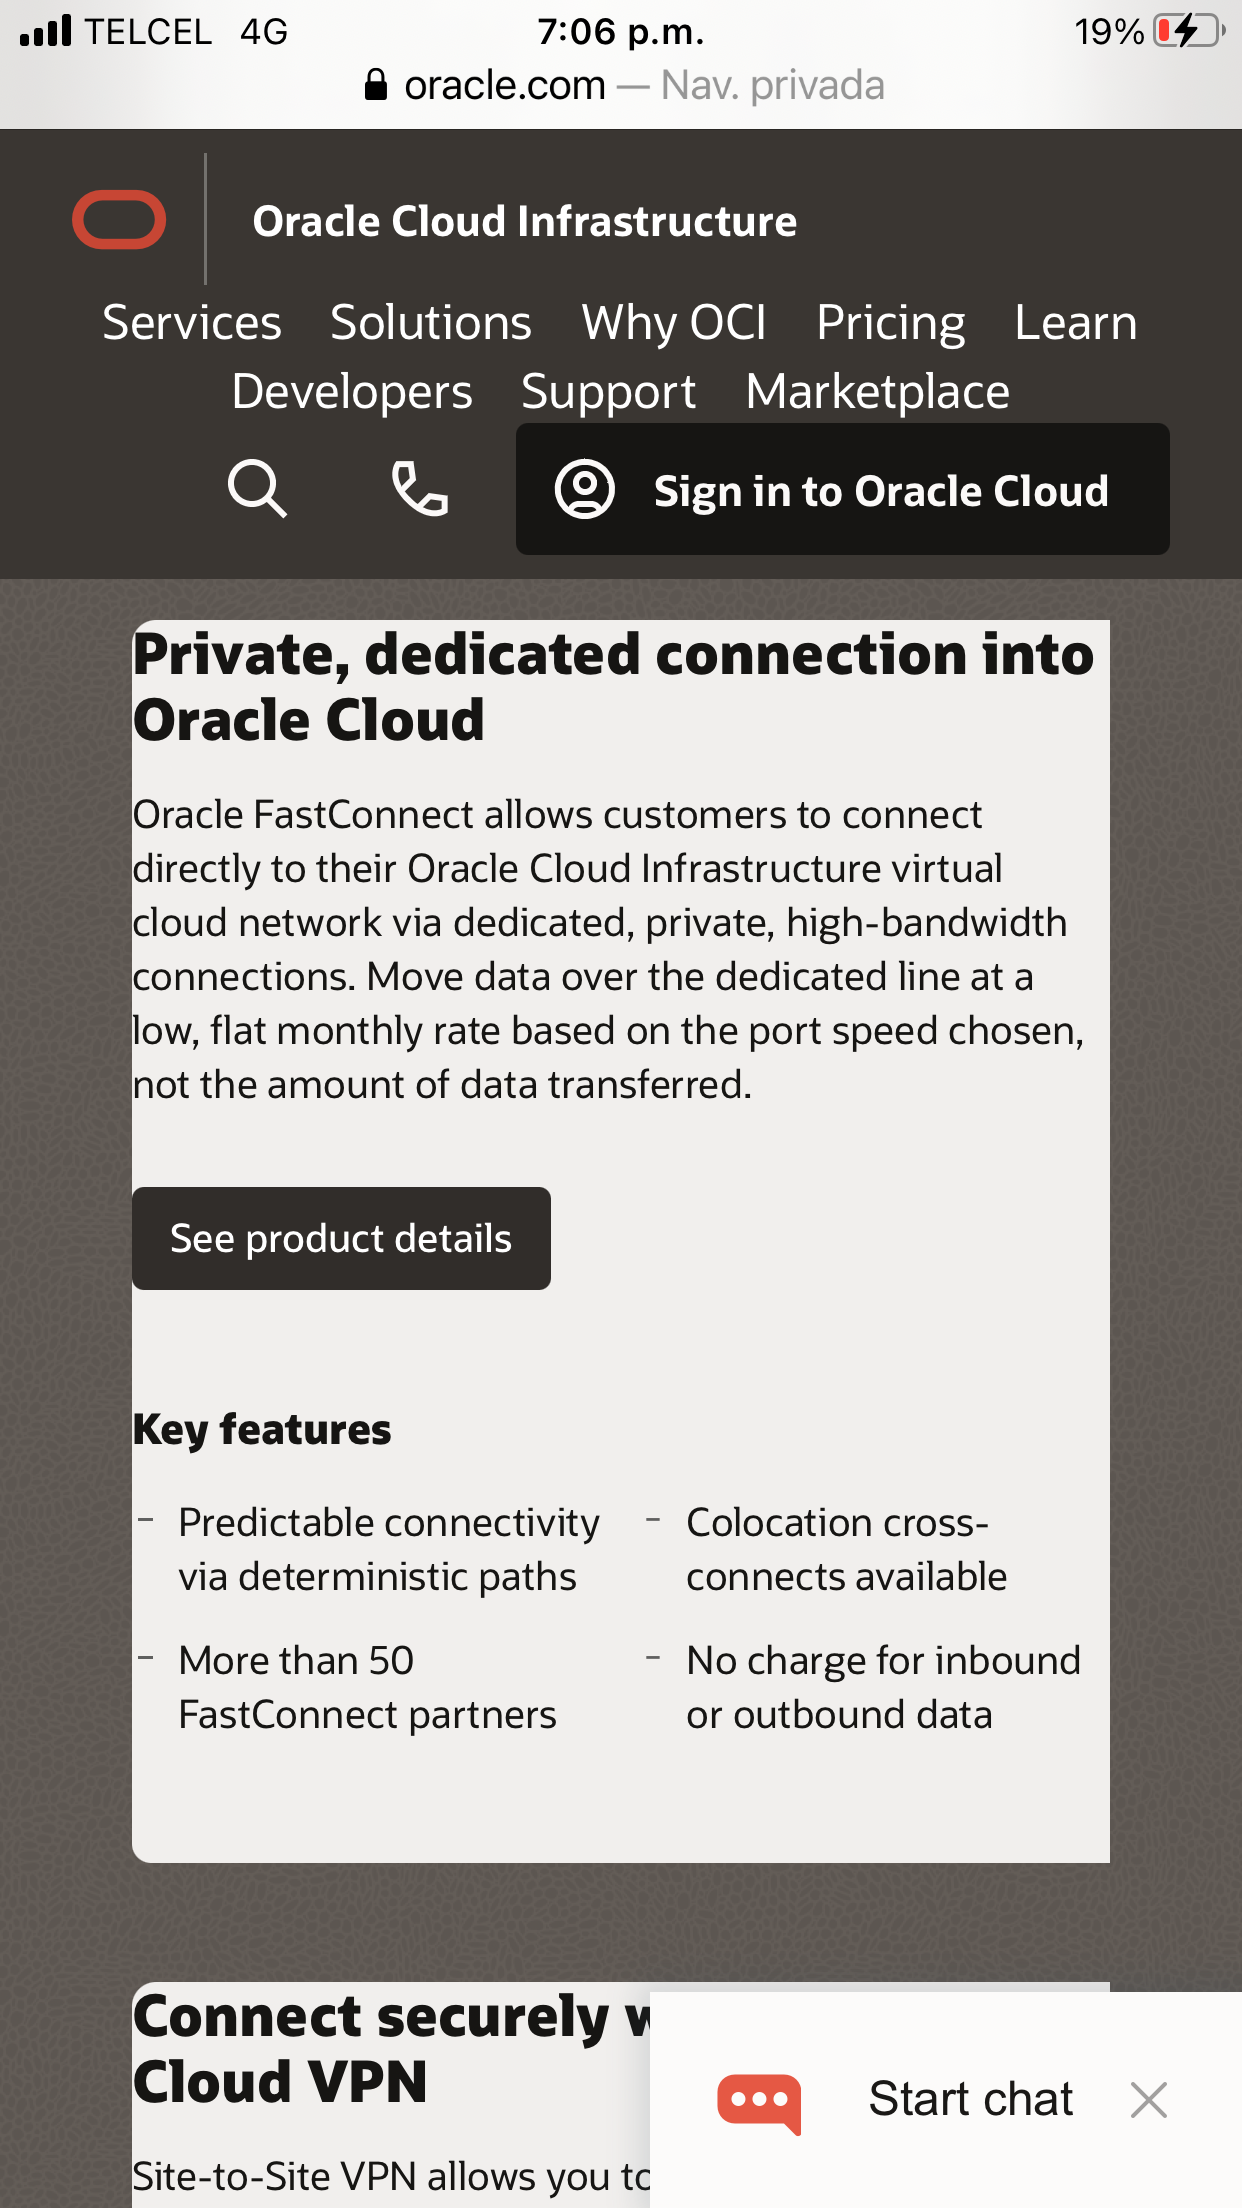 TELCEL 4G 7:06 p.m. 19%
oracle.com — Nav. privada
Oracle Cloud Infrastructure
Services Solutions Why OCI Pricing Learn
Developers Support Marketplace
Sign in to Oracle Cloud
Private, dedicated connection into
Oracle Cloud
Oracle FastConnect allows customers to connect
directly to their Oracle Cloud Infrastructure virtual
cloud network via dedicated, private, high-bandwidth
connections. Move data over the dedicated line at a
low, flat monthly rate based on the port speed chosen,
not the amount of data transferred.
See product details
Key features
– Predictable connectivity
via deterministic paths
– Colocation cross-
connects available
– More than 50
FastConnect partners
– No charge for inbound
or outbound data
Connect securely
Cloud VPN
Site-to-Site VPN allows you to
Start chat